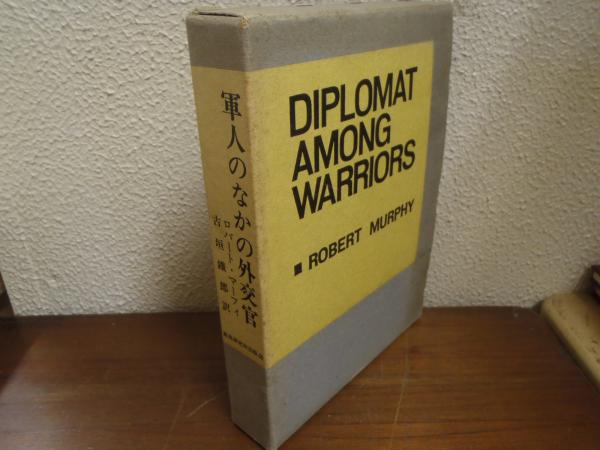 軍人のなかの外交官
ロバート・マーフィ
古垣鐵郎訳
DIPLOMAT
AMONG
WARRIORS
■ ROBERT MURPHY